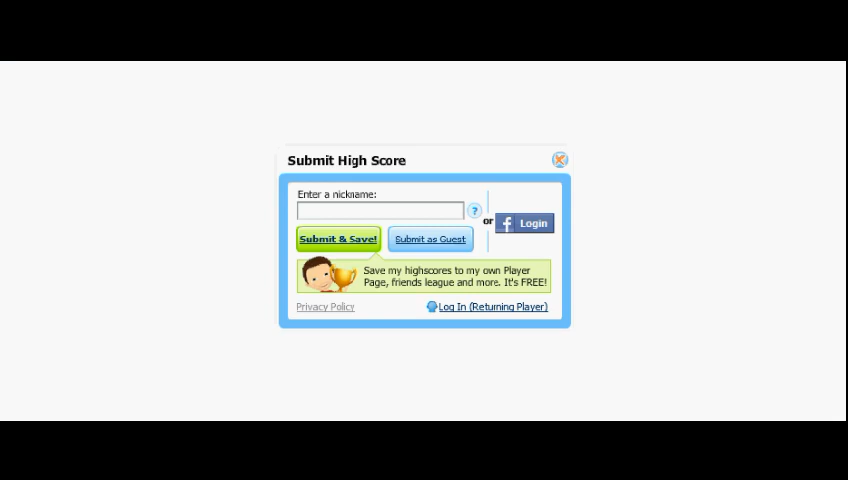 Submit High Score
Enter a nickname:
?
or
f Login
Submit & Save!
Submit as Guest
Save my highscores to my own Player
Page, friends league and more. It's FREE!
Privacy Policy
Log In (Returning Player)